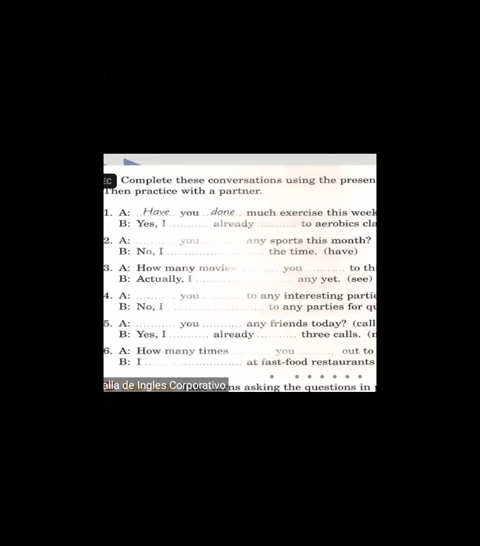 EC Complete these conversations using the presen
Then practice with a partner.
1. A: Have you done much exercise this week
B: Yes, I .......... already .......... to aerobics cla
2. A: .......... you .......... any sports this month?
B: No, I .......... the time. (have)
3. A: How many movies .......... you .......... to th
B: Actually, I .......... any yet. (see)
4. A: .......... you .......... to any interesting partie
B: No, I .......... to any parties for qu
5. A: .......... you .......... any friends today? (call
B: Yes, I .......... already .......... three calls. (m
6. A: How many times .......... you .......... out to
B: I .......... at fast-food restaurants
alla de Ingles Corporativo
ns asking the questions in p